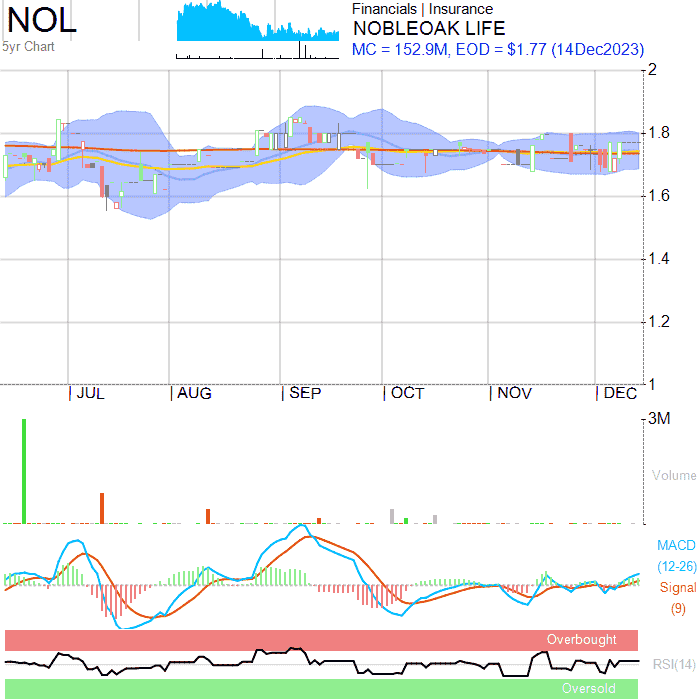 NOL
5yr Chart
Financials | Insurance
NOBLEOAK LIFE
MC = 152.9M, EOD = $1.77 (14Dec2023)
2
1.8
1.6
1.4
1.2
1
JUL AUG SEP OCT NOV DEC
3M
Volume
MACD
(12-26)
Signal
(9)
Overbought
RSI(14)
Oversold